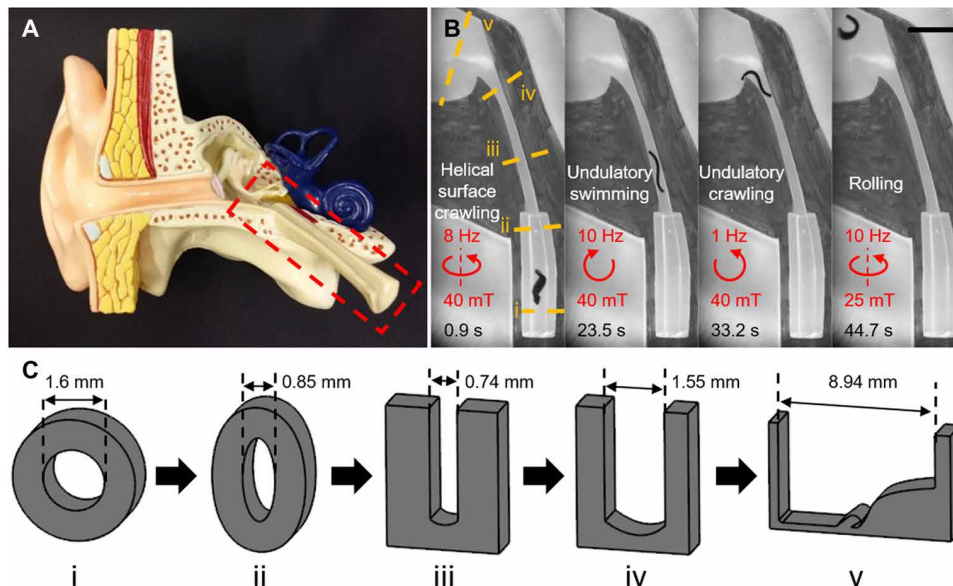 A
B
v
iv
iii
ii
i
Helical
surface
crawling
8 Hz
40 mT
0.9 s
Undulatory
swimming
10 Hz
40 mT
23.5 s
Undulatory
crawling
1 Hz
40 mT
33.2 s
Rolling
10 Hz
25 mT
44.7 s
C
1.6 mm
0.85 mm
0.74 mm
1.55 mm
8.94 mm
i
ii
iii
iv
v